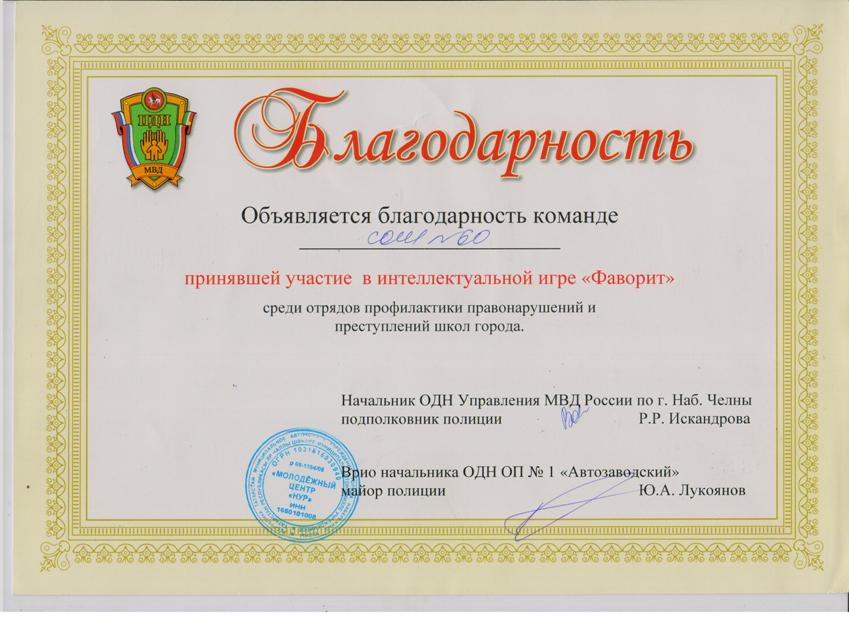 ПДН
МВД
Благодарность
Объявляется благодарность команде
сош №60
принявшей участие в интеллектуальной игре «Фаворит»
среди отрядов профилактики правонарушений и
преступлений школ города.
Начальник ОДН Управления МВД России по г. Наб. Челны
подполковник полиции Р.Р. Искандрова
Врио начальника ОДН ОП № 1 «Автозаводский»
майор полиции Ю.А. Лукоянов
«МОЛОДЁЖНЫЙ
ЦЕНТР
«НУР»
ИНН
1650101008